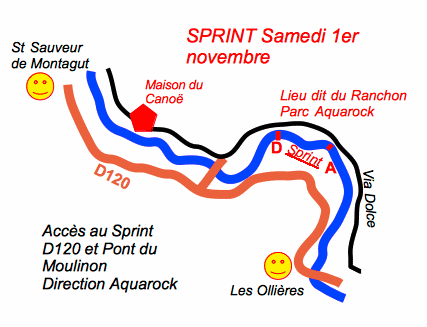 SPRINT Samedi 1er
novembre
St Sauveur
de Montagut
Maison du
Canoë
Lieu dit du Ranchon
Parc Aquarock
D
Sprint
A
D120
Via Dolce
Accès au Sprint
D120 et Pont du
Moulinon
Direction Aquarock
Les Ollières